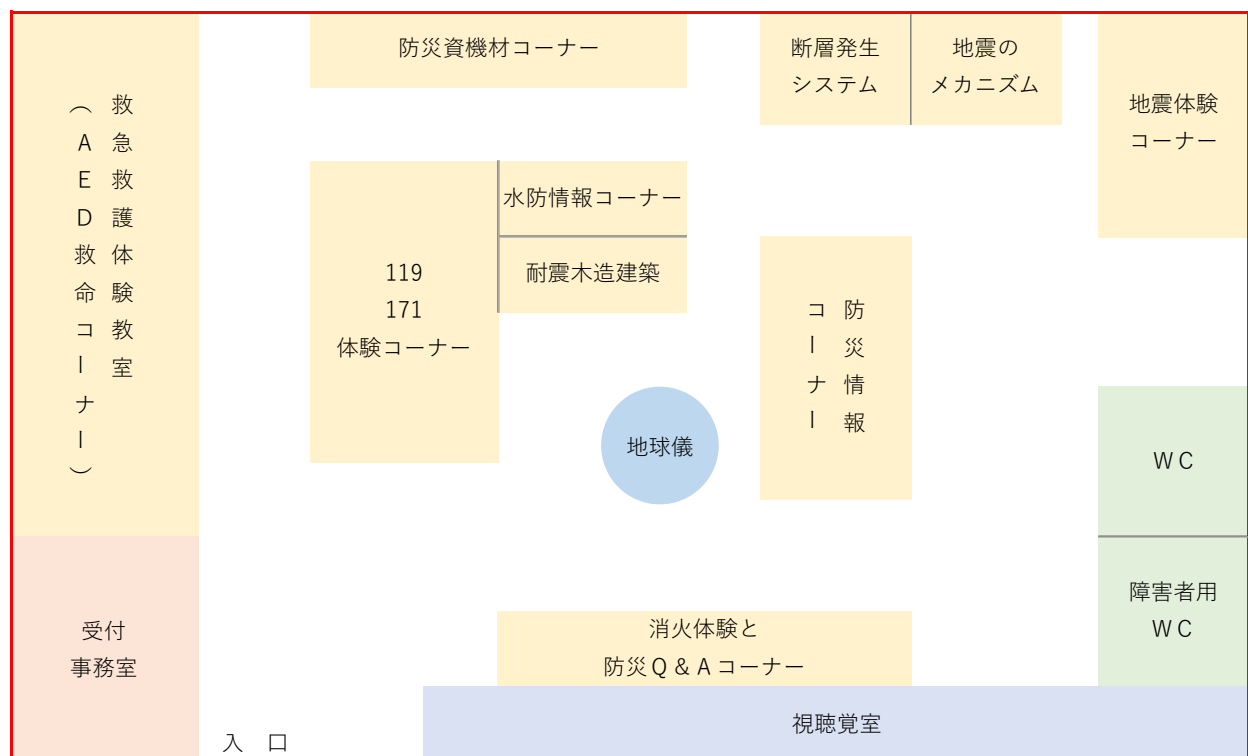 防災資機材コーナー
断層発生
システム
地震の
メカニズム
地震体験
コーナー
救急救護体験教室
（AED救命コーナー）
水防情報コーナー
耐震木造建築
119
171
体験コーナー
防災情報
コーナー
地球儀
WC
障害者用
WC
受付
事務室
消火体験と
防災Q＆Aコーナー
視聴覚室
入　口